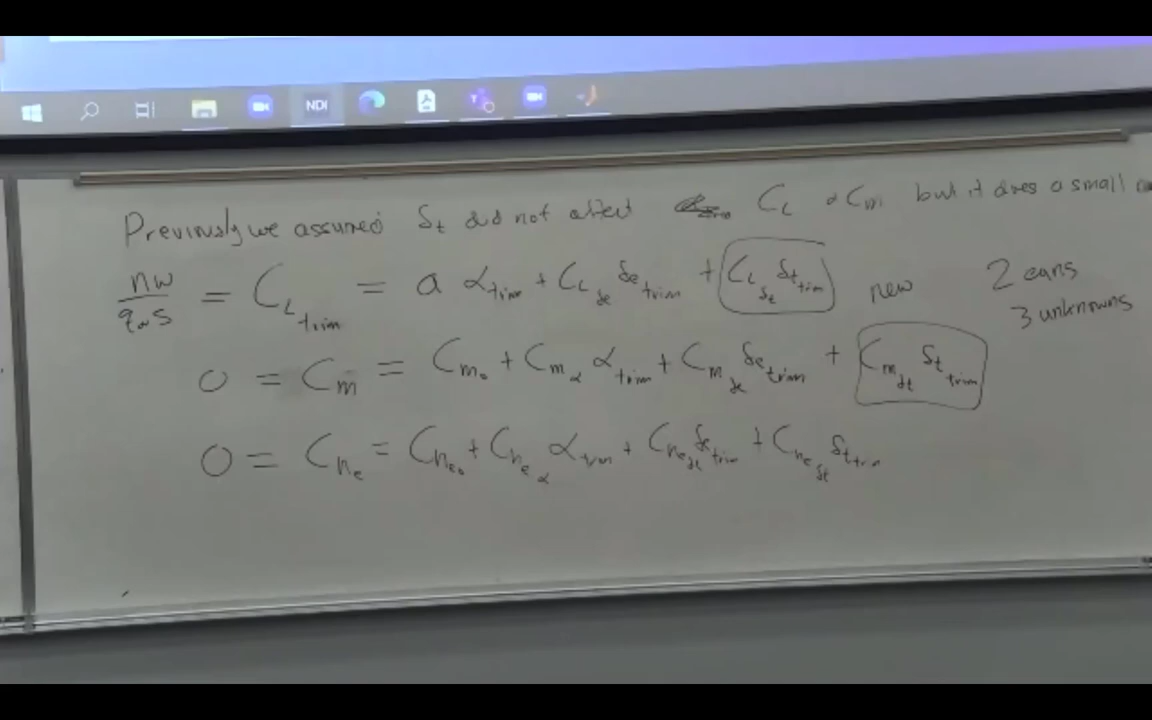 NDI
Previously we assumed δt did not affect CL or Cm but it does a small
nw/q∞S = CLtrim = a αtrim + CLδe δetrim + CLδt δttrim new 2 eqns
3 unknowns
0 = Cm = Cm0 + Cmα αtrim + Cmδe δetrim + Cmδt δttrim
0 = Che = Che0 + Cheα αtrim + Cheδe δetrim + Cheδt δttrim